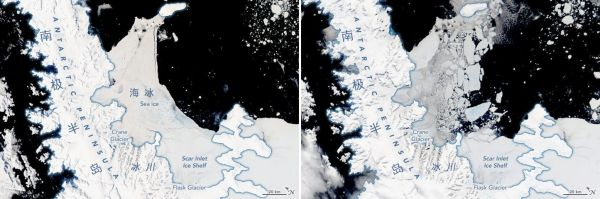 南极半岛
ANTARCTIC PENINSULA
海冰
Sea ice
Crane
Glacier
Scar Inlet
Ice Shelf
冰川
Flask Glacier
20 km
N
南极半岛
ANTARCTIC PENINSULA
Crane
Glacier
Scar Inlet
Ice Shelf
冰川
Flask Glacier
20 km
N